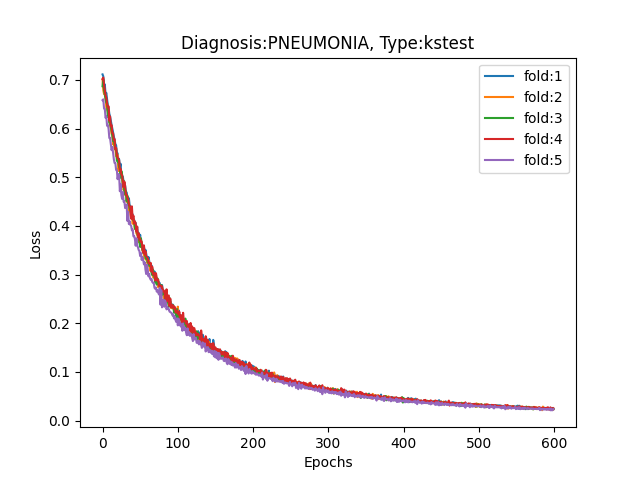 Diagnosis:PNEUMONIA, Type:kstest
fold:1
fold:2
fold:3
fold:4
fold:5
0.7
0.6
0.5
0.4
0.3
0.2
0.1
0.0
Loss
0 100 200 300 400 500 600
Epochs